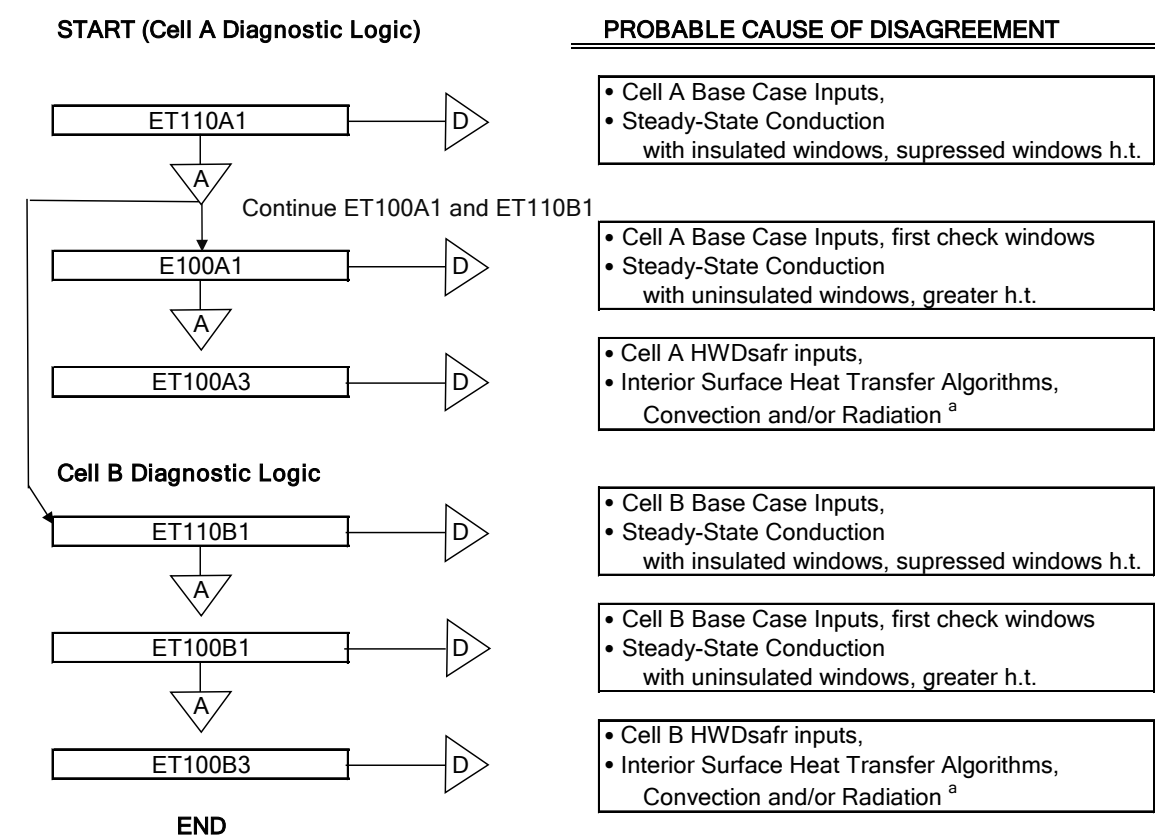 START (Cell A Diagnostic Logic)
PROBABLE CAUSE OF DISAGREEMENT
ET110A1
D
• Cell A Base Case Inputs,
• Steady-State Conduction
with insulated windows, supressed windows h.t.
A
Continue ET100A1 and ET110B1
E100A1
D
• Cell A Base Case Inputs, first check windows
• Steady-State Conduction
with uninsulated windows, greater h.t.
A
ET100A3
D
• Cell A HWDsafr inputs,
• Interior Surface Heat Transfer Algorithms,
Convection and/or Radiation a
Cell B Diagnostic Logic
ET110B1
D
• Cell B Base Case Inputs,
• Steady-State Conduction
with insulated windows, supressed windows h.t.
A
ET100B1
D
• Cell B Base Case Inputs, first check windows
• Steady-State Conduction
with uninsulated windows, greater h.t.
A
ET100B3
D
• Cell B HWDsafr inputs,
• Interior Surface Heat Transfer Algorithms,
Convection and/or Radiation a
END